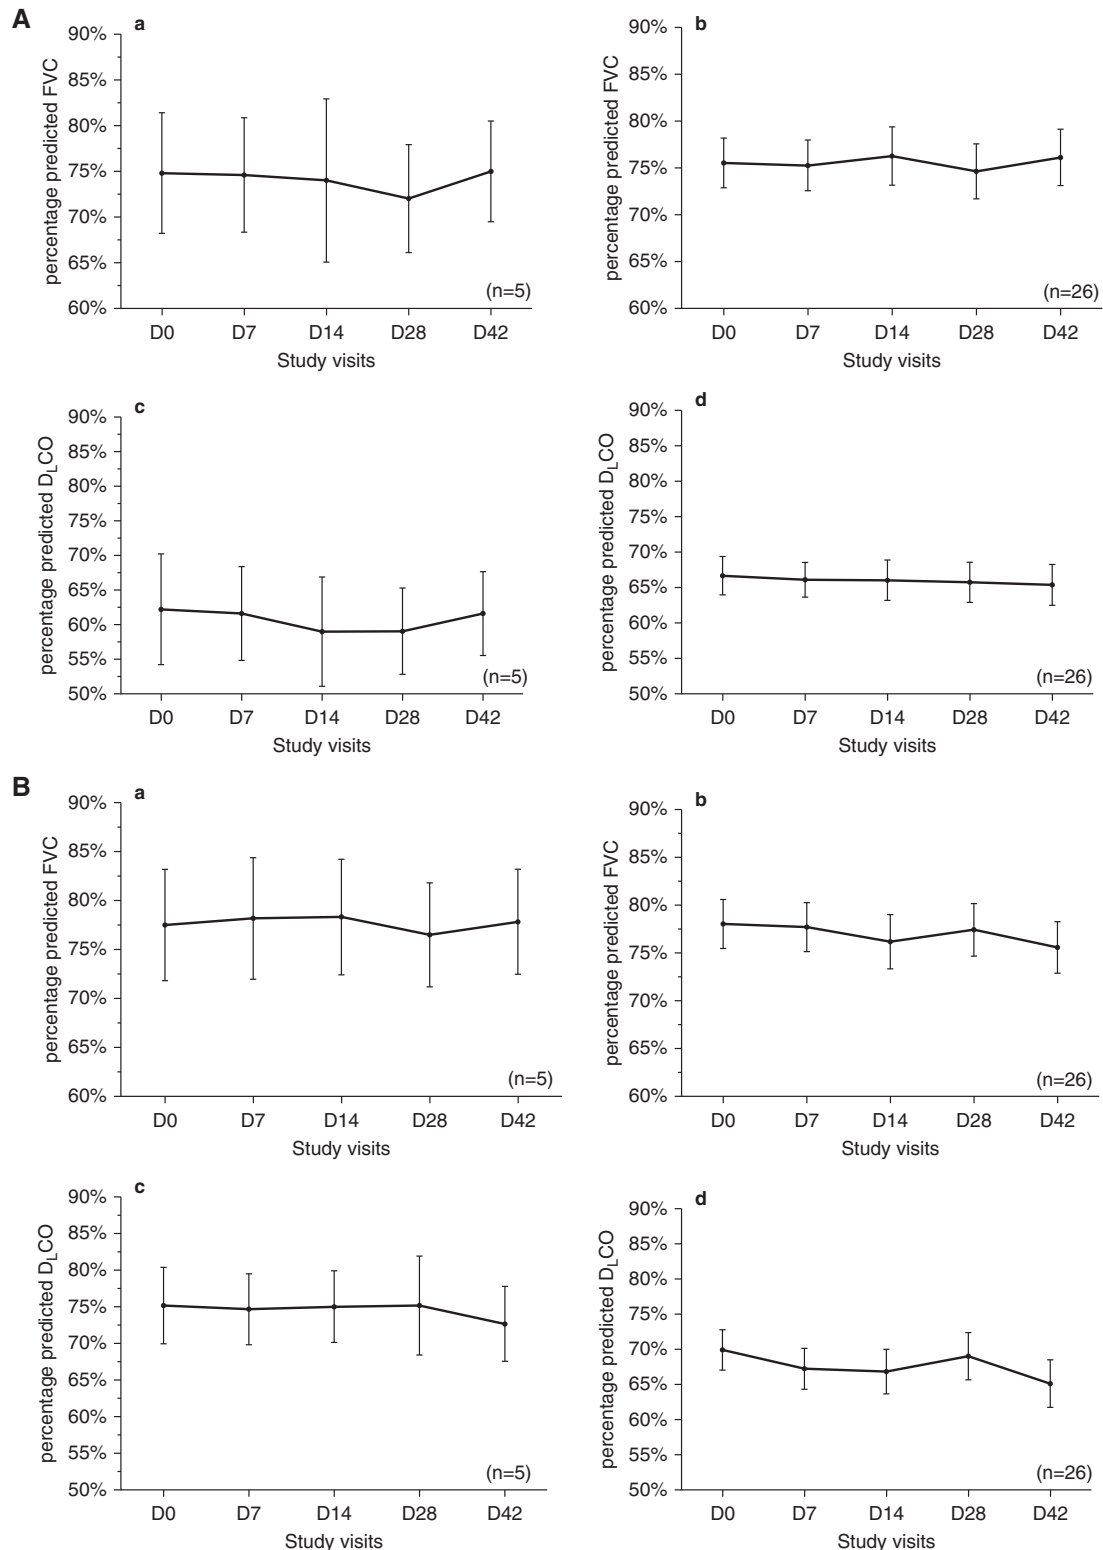 A
a
percentage predicted FVC
90%
85%
80%
75%
70%
65%
60%
(n=5)
D0 D7 D14 D28 D42
Study visits
b
percentage predicted FVC
90%
85%
80%
75%
70%
65%
60%
(n=26)
D0 D7 D14 D28 D42
Study visits
c
percentage predicted DLCO
90%
85%
80%
75%
70%
65%
60%
55%
50%
(n=5)
D0 D7 D14 D28 D42
Study visits
d
percentage predicted DLCO
90%
85%
80%
75%
70%
65%
60%
55%
50%
(n=26)
D0 D7 D14 D28 D42
Study visits
B
a
percentage predicted FVC
90%
85%
80%
75%
70%
65%
60%
(n=5)
D0 D7 D14 D28 D42
Study visits
b
percentage predicted FVC
90%
85%
80%
75%
70%
65%
60%
(n=26)
D0 D7 D14 D28 D42
Study visits
c
percentage predicted DLCO
90%
85%
80%
75%
70%
65%
60%
55%
50%
(n=5)
D0 D7 D14 D28 D42
Study visits
d
percentage predicted DLCO
90%
85%
80%
75%
70%
65%
60%
55%
50%
(n=26)
D0 D7 D14 D28 D42
Study visits